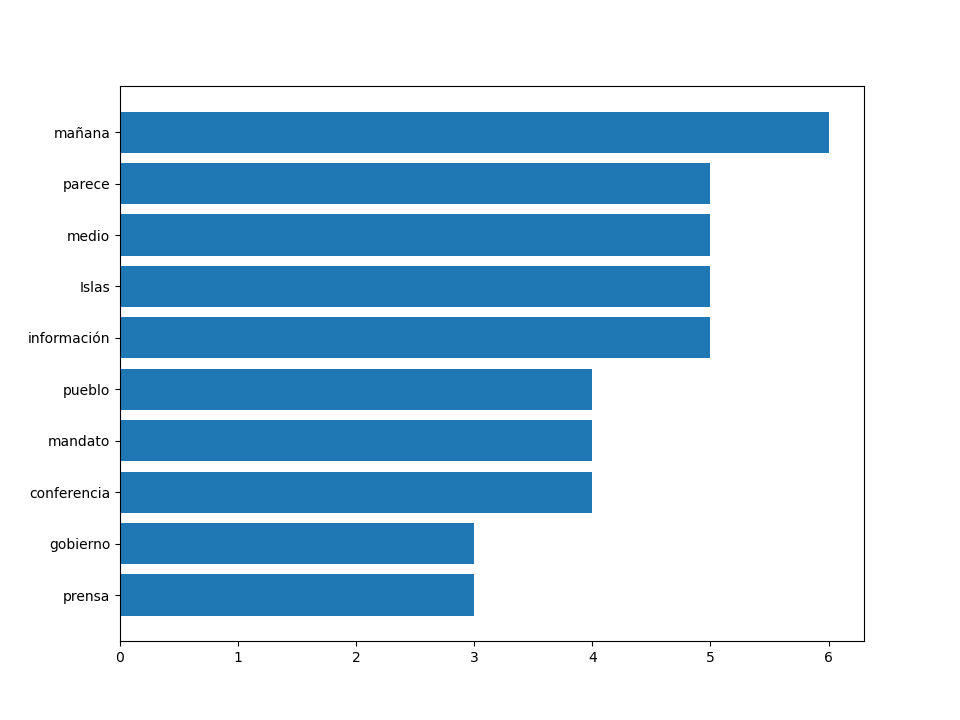 mañana
parece
medio
Islas
información
pueblo
mandato
conferencia
gobierno
prensa
0 1 2 3 4 5 6